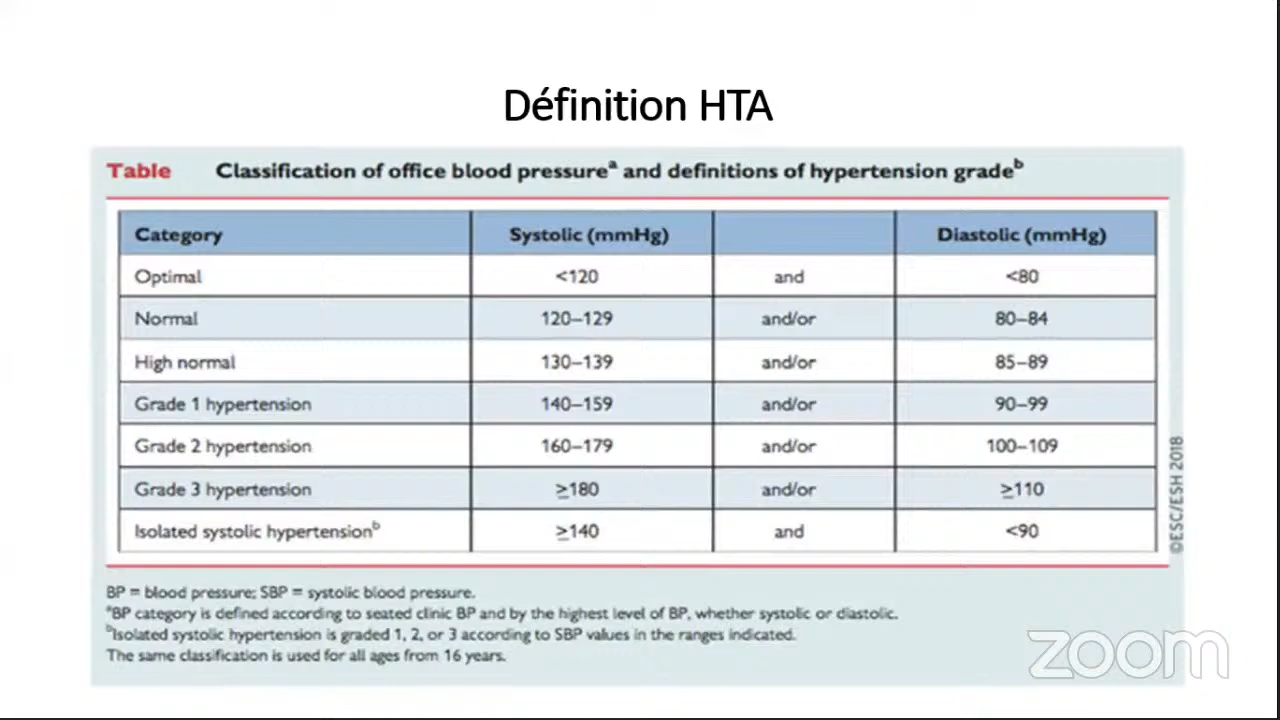 Définition HTA
Table Classification of office blood pressureᵃ and definitions of hypertension gradeᵇ
Category Systolic (mmHg) Diastolic (mmHg)
Optimal <120 and <80
Normal 120–129 and/or 80–84
High normal 130–139 and/or 85–89
Grade 1 hypertension 140–159 and/or 90–99
Grade 2 hypertension 160–179 and/or 100–109
Grade 3 hypertension ≥180 and/or ≥110
Isolated systolic hypertensionᵇ ≥140 and <90
©ESC/ESH 2018
BP = blood pressure; SBP = systolic blood pressure.
ᵃBP category is defined according to seated clinic BP and by the highest level of BP, whether systolic or diastolic.
ᵇIsolated systolic hypertension is graded 1, 2, or 3 according to SBP values in the ranges indicated.
The same classification is used for all ages from 16 years.
zoom